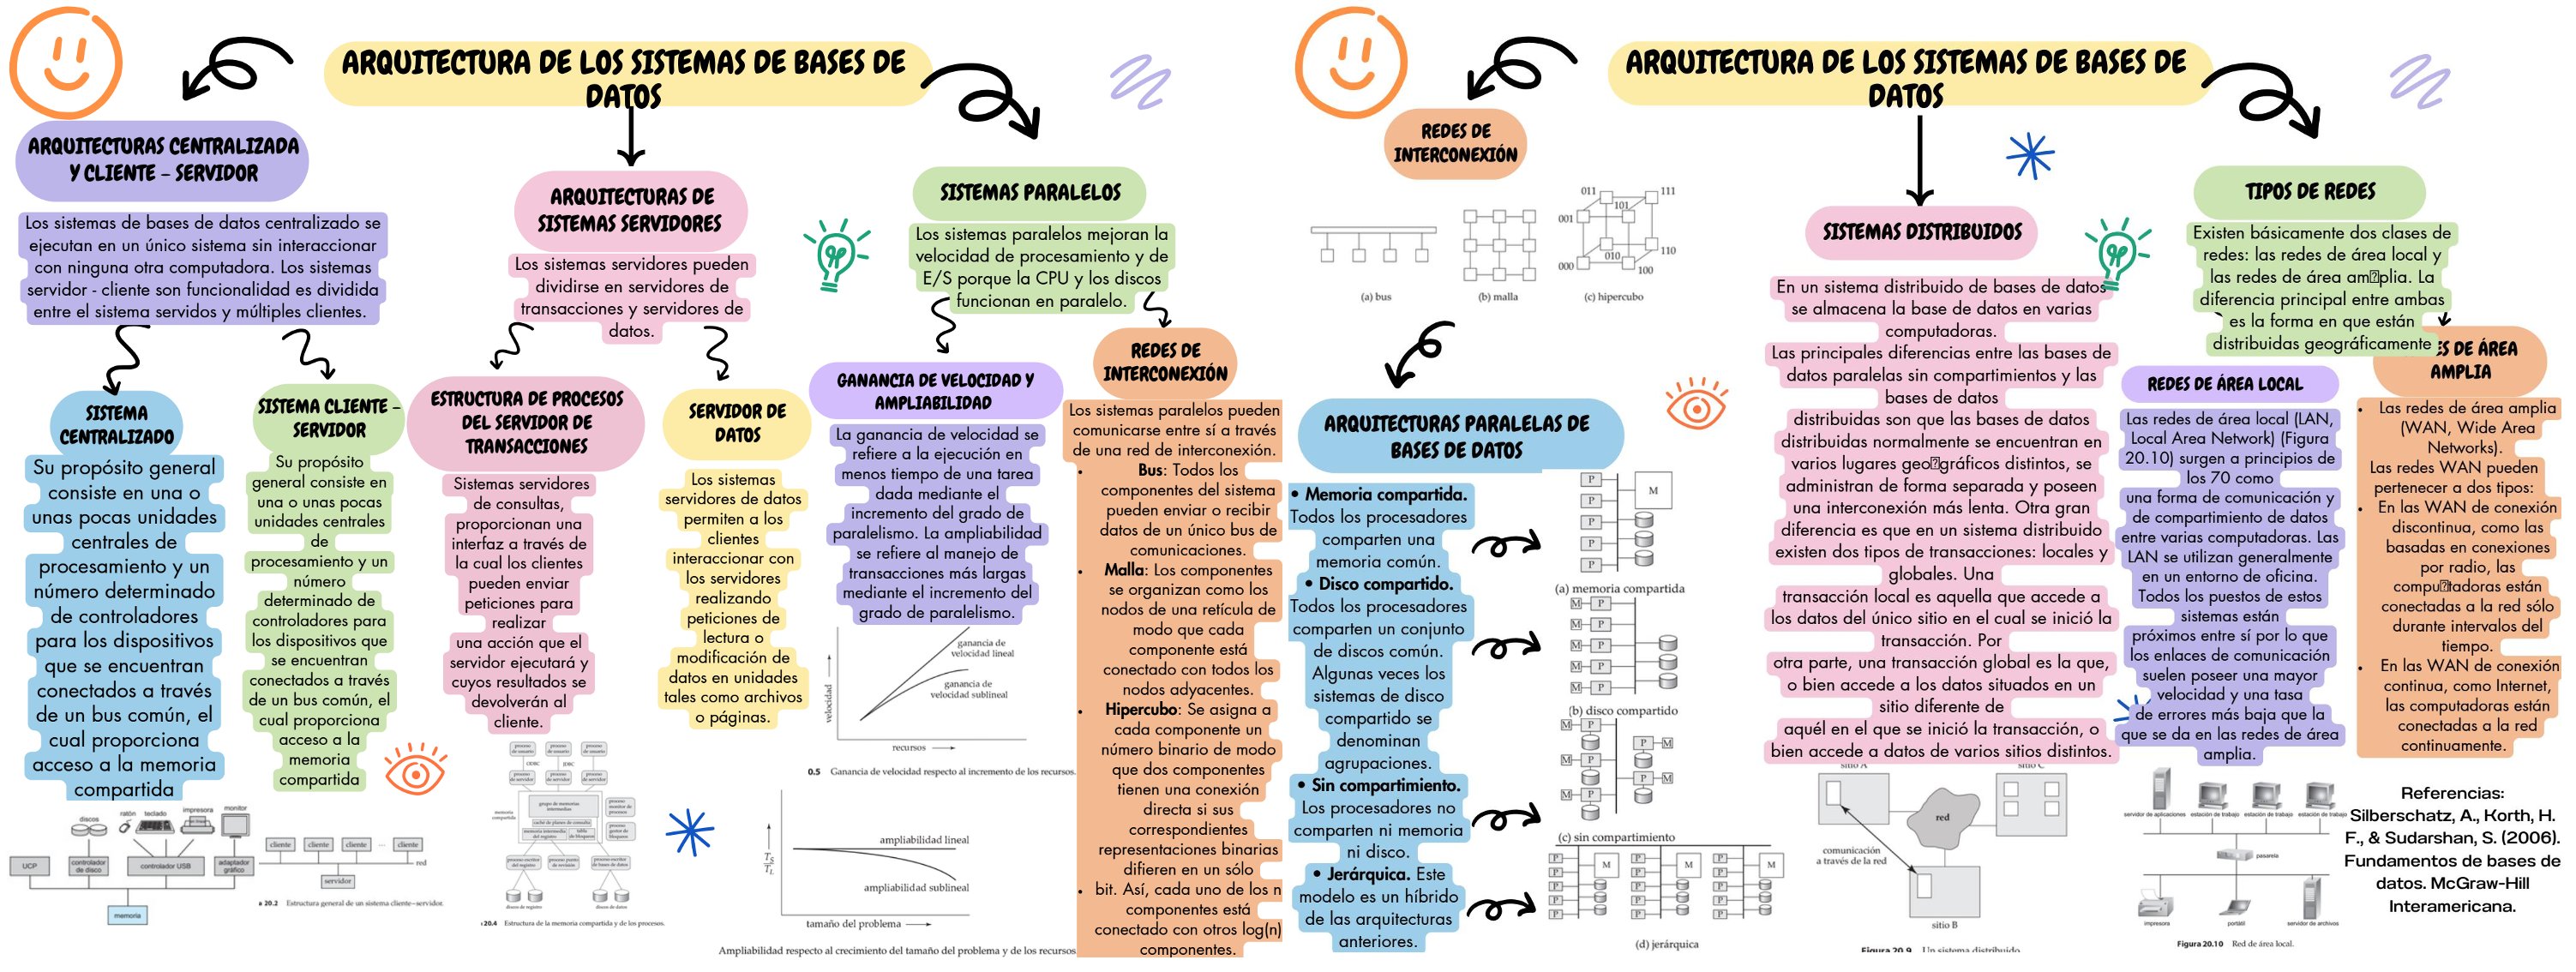 ARQUITECTURA DE LOS SISTEMAS DE BASES DE
DATOS
ARQUITECTURAS CENTRALIZADA
Y CLIENTE - SERVIDOR
Los sistemas de bases de datos centralizado se
ejecutan en un único sistema sin interaccionar
con ninguna otra computadora. Los sistemas
servidor - cliente son funcionalidad es dividida
entre el sistema servidos y múltiples clientes.
SISTEMA
CENTRALIZADO
Su propósito general
consiste en una o
unas pocas unidades
centrales de
procesamiento y un
número determinado
de controladores
para los dispositivos
que se encuentran
conectados a través
de un bus común, el
cual proporciona
acceso a la memoria
compartida
discos
ratón
teclado
impresora
monitor
UCP
controlador
de disco
controlador USB
adaptador
gráfico
memoria
SISTEMA CLIENTE -
SERVIDOR
Su propósito
general consiste en
una o unas pocas
unidades centrales
de
procesamiento y un
número
determinado de
controladores para
los dispositivos que
se encuentran
conectados a través
de un bus común, el
cual proporciona
acceso a la
memoria
compartida
cliente
cliente
cliente
...
cliente
red
servidor
a 20.2 Estructura general de un sistema cliente-servidor.
ARQUITECTURAS DE
SISTEMAS SERVIDORES
Los sistemas servidores pueden
dividirse en servidores de
transacciones y servidores de
datos.
ESTRUCTURA DE PROCESOS
DEL SERVIDOR DE
TRANSACCIONES
Sistemas servidores
de consultas,
proporcionan una
interfaz a través de
la cual los clientes
pueden enviar
peticiones para
realizar
una acción que el
servidor ejecutará y
cuyos resultados se
devolverán al
cliente.
proceso
de usuario
proceso
de usuario
proceso
de usuario
ODBC
JDBC
proceso
de servidor
proceso
de servidor
proceso
de servidor
memoria
compartida
20.4 Estructura de la memoria compartida y de los procesos.
SERVIDOR DE
DATOS
Los sistemas
servidores de datos
permiten a los
clientes
interaccionar con
los servidores
realizando
peticiones de
lectura o
modificación de
datos en unidades
tales como archivos
o páginas.
SISTEMAS PARALELOS
Los sistemas paralelos mejoran la
velocidad de procesamiento y de
E/S porque la CPU y los discos
funcionan en paralelo.
GANANCIA DE VELOCIDAD Y
AMPLIABILIDAD
La ganancia de velocidad se
refiere a la ejecución en
menos tiempo de una tarea
dada mediante el
incremento del grado de
paralelismo. La ampliabilidad
se refiere al manejo de
transacciones más largas
mediante el incremento del
grado de paralelismo.
ganancia de
velocidad lineal
ganancia de
velocidad sublineal
velocidad
recursos
0.5 Ganancia de velocidad respecto al incremento de los recursos.
ampliabilidad lineal
ampliabilidad sublineal
TS
TL
tamaño del problema
Ampliabilidad respecto al crecimiento del tamaño del problema y de los recursos.
REDES DE
INTERCONEXIÓN
Los sistemas paralelos pueden
comunicarse entre sí a través
de una red de interconexión.
• Bus: Todos los
componentes del sistema
pueden enviar o recibir
datos de un único bus de
comunicaciones.
• Malla: Los componentes
se organizan como los
nodos de una retícula de
modo que cada
componente está
conectado con todos los
nodos adyacentes.
• Hipercubo: Se asigna a
cada componente un
número binario de modo
que dos componentes
tienen una conexión
directa si sus
correspondientes
representaciones binarias
difieren en un sólo
• bit. Así, cada uno de los n
componentes está
conectado con otros log(n)
componentes.
ARQUITECTURA DE LOS SISTEMAS DE BASES DE
DATOS
REDES DE
INTERCONEXIÓN
011
111
101
001
110
010
000
100
(a) bus
(b) malla
(c) hipercubo
ARQUITECTURAS PARALELAS DE
BASES DE DATOS
• Memoria compartida.
Todos los procesadores
comparten una
memoria común.
• Disco compartido.
Todos los procesadores
comparten un conjunto
de discos común.
Algunas veces los
sistemas de disco
compartido se
denominan
agrupaciones.
• Sin compartimiento.
Los procesadores no
comparten ni memoria
ni disco.
• Jerárquica. Este
modelo es un híbrido
de las arquitecturas
anteriores.
(a) memoria compartida
(b) disco compartido
(c) sin compartimiento
(d) jerárquica
SISTEMAS DISTRIBUIDOS
En un sistema distribuido de bases de datos
se almacena la base de datos en varias
computadoras.
Las principales diferencias entre las bases de
datos paralelas sin compartimientos y las
bases de datos
distribuidas son que las bases de datos
distribuidas normalmente se encuentran en
varios lugares geo gráficos distintos, se
administran de forma separada y poseen
una interconexión más lenta. Otra gran
diferencia es que en un sistema distribuido
existen dos tipos de transacciones: locales y
globales. Una
transacción local es aquella que accede a
los datos del único sitio en el cual se inició la
transacción. Por
otra parte, una transacción global es la que,
o bien accede a los datos situados en un
sitio diferente de
aquél en el que se inició la transacción, o
bien accede a datos de varios sitios distintos.
sitio A
sitio C
red
comunicación
a través de la red
sitio B
Figura 20.9 Un sistema distribuido
TIPOS DE REDES
Existen básicamente dos clases de
redes: las redes de área local y
las redes de área am plia. La
diferencia principal entre ambas
es la forma en que están
distribuidas geográficamente
REDES DE ÁREA LOCAL
Las redes de área local (LAN,
Local Area Network) (Figura
20.10) surgen a principios de
los 70 como
una forma de comunicación y
de compartimiento de datos
entre varias computadoras. Las
LAN se utilizan generalmente
en un entorno de oficina.
Todos los puestos de estos
sistemas están
próximos entre sí por lo que
los enlaces de comunicación
suelen poseer una mayor
velocidad y una tasa
de errores más baja que la
que se da en las redes de área
amplia.
servidor de aplicaciones
estación de trabajo
estación de trabajo
estación de trabajo
pasarela
impresora
portátil
servidor de archivos
Figura 20.10 Red de área local.
ES DE ÁREA
AMPLIA
• Las redes de área amplia
(WAN, Wide Area
Networks).
Las redes WAN pueden
pertenecer a dos tipos:
• En las WAN de conexión
discontinua, como las
basadas en conexiones
por radio, las
compu tadoras están
conectadas a la red sólo
durante intervalos del
tiempo.
• En las WAN de conexión
continua, como Internet,
las computadoras están
conectadas a la red
continuamente.
Referencias:
Silberschatz, A., Korth, H.
F., & Sudarshan, S. (2006).
Fundamentos de bases de
datos. McGraw-Hill
Interamericana.